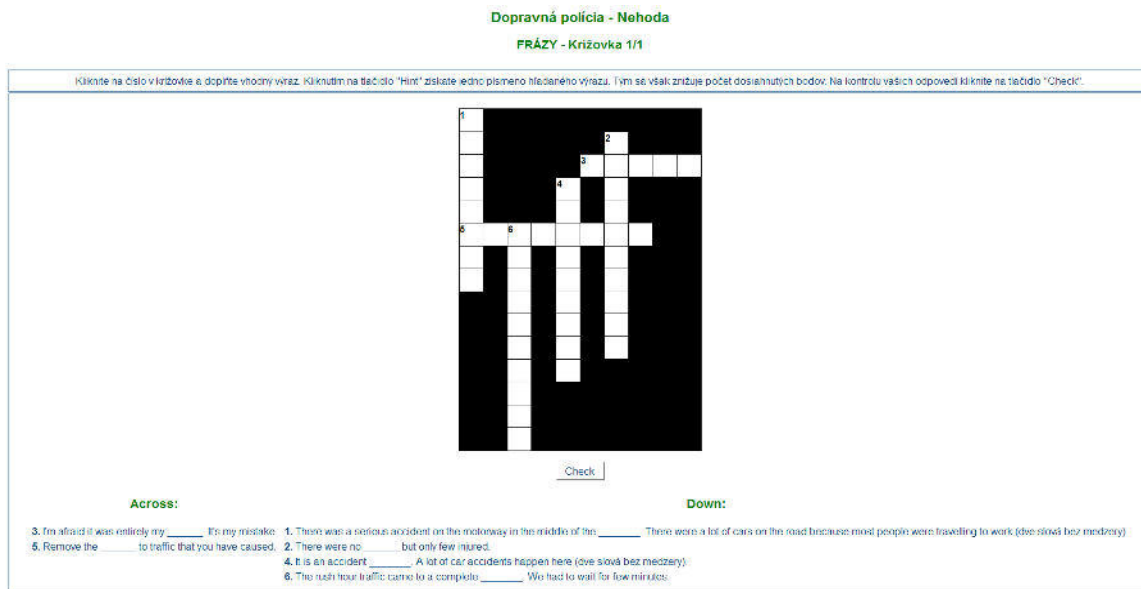 Dopravná polícia - Nehoda
FRÁZY - Križovka 1/1
Kliknite na číslo v krížovke a doplňte vhodný výraz. Kliknutím na tlačidlo "Hint" získate jedno písmeno hľadaného výrazu. Tým sa však znižuje počet dosiahnutých bodov. Na kontrolu vašich odpovedí kliknite na tlačidlo "Check".
1
2
3
4
5 6
Check
Across:
3. I'm afraid it was entirely my ______. It's my mistake.
5. Remove the ______ to traffic that you have caused.
Down:
1. There was a serious accident on the motorway in the middle of the _______. There were a lot of cars on the road because most people were travelling to work (dve slová bez medzery)
2. There were no ______ but only few injured.
4. It is an accident _______. A lot of car accidents happen here (dve slová bez medzery)
6. The rush hour traffic came to a complete _______. We had to wait for few minutes.